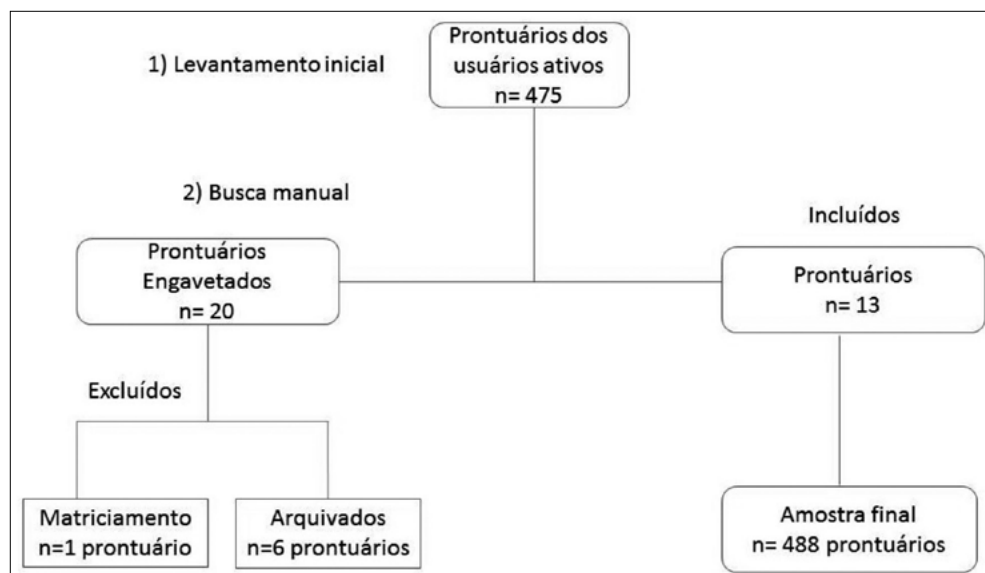 1) Levantamento inicial
Prontuários dos
usuários ativos
n= 475
2) Busca manual
Prontuários
Engavetados
n= 20
Incluídos
Prontuários
n= 13
Excluídos
Matriciamento
n=1 prontuário
Arquivados
n=6 prontuários
Amostra final
n= 488 prontuários